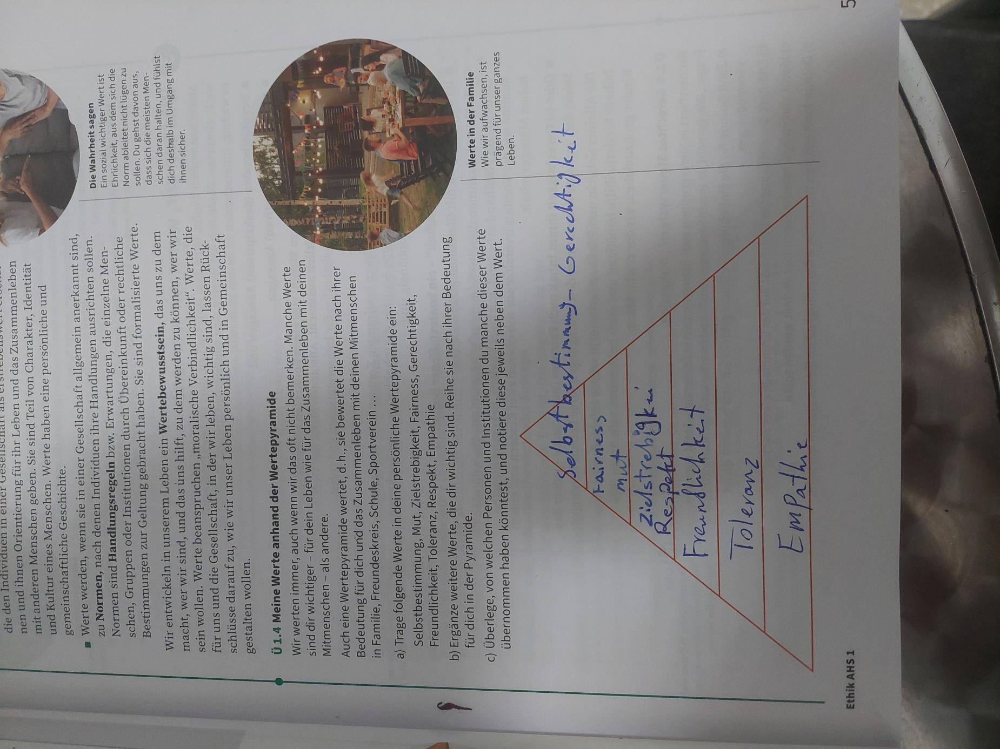 nen und ihnen Orientierung für ihr Leben und das Zusammenleben
mit anderen Menschen geben. Sie sind Teil von Charakter, Identität
und Kultur eines Menschen. Werte haben eine persönliche und
gemeinschaftliche Geschichte.
Werte werden, wenn sie in einer Gesellschaft allgemein anerkannt sind,
zu Normen, nach denen Individuen ihre Handlungen ausrichten sollen.
Normen sind Handlungsregeln bzw. Erwartungen, die einzelne Men-
schen, Gruppen oder Institutionen durch Übereinkunft oder rechtliche
Bestimmungen zur Geltung gebracht haben. Sie sind formalisierte Werte.
Wir entwickeln in unserem Leben ein Wertebewusstsein, das uns zu dem
macht, wer wir sind, und das uns hilft, zu dem werden zu können, wer wir
sein wollen. Werte beanspruchen „moralische Verbindlichkeit“. Werte, die
für uns und die Gesellschaft, in der wir leben, wichtig sind, lassen Rück-
schlüsse darauf zu, wie wir unser Leben persönlich und in Gemeinschaft
gestalten wollen.
Die Wahrheit sagen
Ein sozial wichtiger Wert ist
Ehrlichkeit, aus dem sich die
Norm ableitet nicht lügen zu
sollen. Du gehst davon aus,
dass sich die meisten Men-
schen daran halten, und fühlst
dich deshalb im Umgang mit
ihnen sicher.
Ü 1.4 Meine Werte anhand der Wertepyramide
Wir werten immer, auch wenn wir das oft nicht bemerken. Manche Werte
sind dir wichtiger – für dein Leben wie für das Zusammenleben mit deinen
Mitmenschen – als andere.
Auch eine Wertepyramide wertet, d. h., sie bewertet die Werte nach ihrer
Bedeutung für dich und das Zusammenleben mit deinen Mitmenschen
in Familie, Freundeskreis, Schule, Sportverein ...
a) Trage folgende Werte in deine persönliche Wertepyramide ein:
Selbstbestimmung, Mut, Zielstrebigkeit, Fairness, Gerechtigkeit,
Freundlichkeit, Toleranz, Respekt, Empathie
b) Ergänze weitere Werte, die dir wichtig sind. Reihe sie nach ihrer Bedeutung
für dich in der Pyramide.
c) Überlege, von welchen Personen und Institutionen du manche dieser Werte
übernommen haben könntest, und notiere diese jeweils neben dem Wert.
Werte in der Familie
Wie wir aufwachsen, ist
prägend für unser ganzes
Leben.
Selbstbestimmung – Gerechtigkeit
Fairness,
mut
Respekt
Freundlichkeit
Toleranz
Empathie
Ethik AHS 1
5